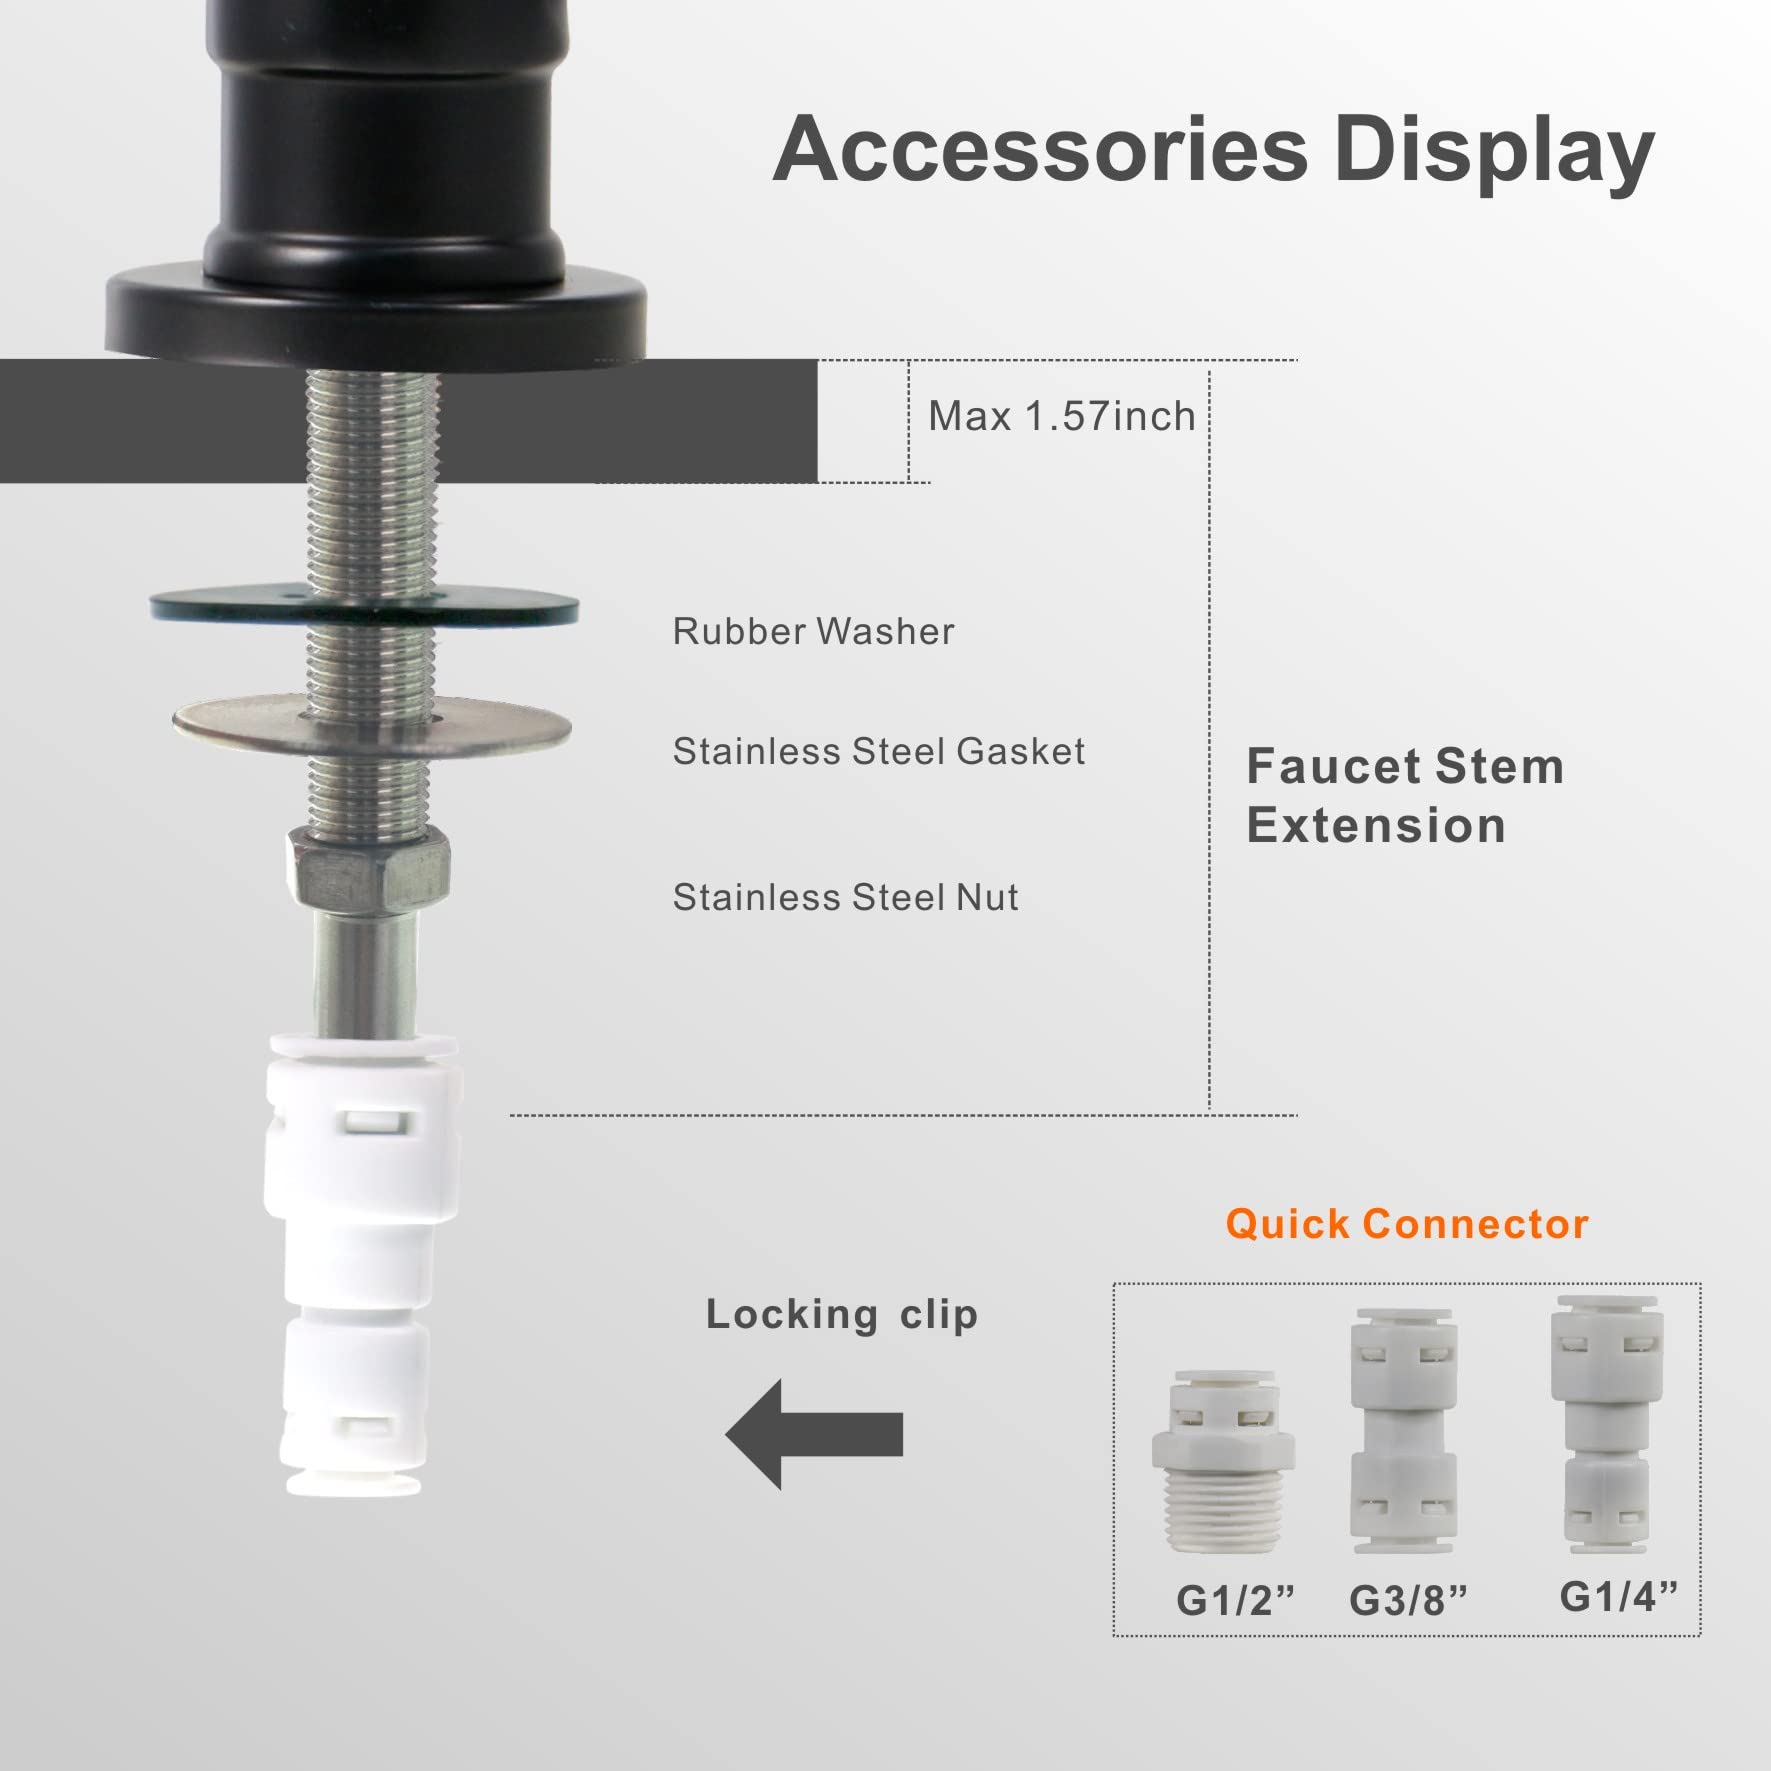 Accessories Display
Max 1.57inch
Rubber Washer
Stainless Steel Gasket
Faucet Stem
Extension
Stainless Steel Nut
Quick Connector
Locking clip
G1/2”
G3/8”
G1/4”